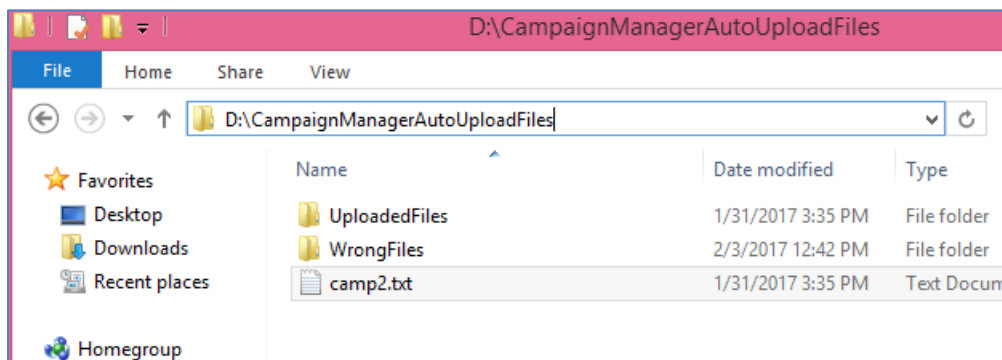 D:\CampaignManagerAutoUploadFiles
File Home Share View
D:\CampaignManagerAutoUploadFiles
Favorites
Desktop
Downloads
Recent places
Homegroup
Name Date modified Type
UploadedFiles 1/31/2017 3:35 PM File folder
WrongFiles 2/3/2017 12:42 PM File folder
camp2.txt 1/31/2017 3:35 PM Text Docum